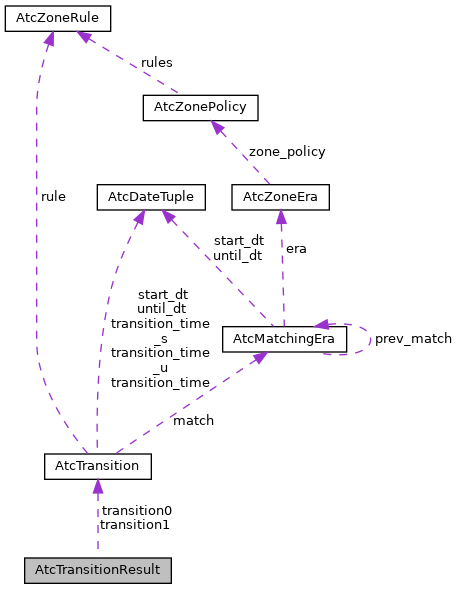 AtcZoneRule
rules
AtcZonePolicy
zone_policy
rule
AtcDateTuple
AtcZoneEra
start_dt
until_dt
era
start_dt
until_dt
transition_time
_s
transition_time
_u
transition_time
AtcMatchingEra
prev_match
match
AtcTransition
transition0
transition1
AtcTransitionResult